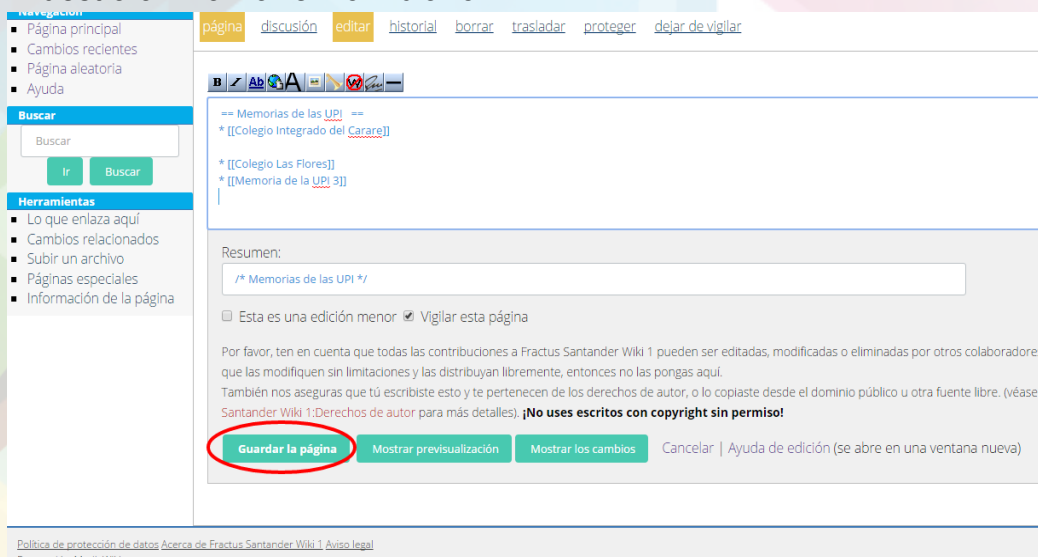 Navegación
Página principal
Cambios recientes
Página aleatoria
Ayuda
Buscar
Buscar
Ir Buscar
Herramientas
Lo que enlaza aquí
Cambios relacionados
Subir un archivo
Páginas especiales
Información de la página
página discusión editar historial borrar trasladar proteger dejar de vigilar
B I Ab A
== Memorias de las UPI ==
* [[Colegio Integrado del Carare]]
* [[Colegio Las Flores]]
* [[Memoria de la UPI 3]]
Resumen:
/* Memorias de las UPI */
Esta es una edición menor Vigilar esta página
Por favor, ten en cuenta que todas las contribuciones a Fractus Santander Wiki 1 pueden ser editadas, modificadas o eliminadas por otros colaboradore
que las modifiquen sin limitaciones y las distribuyan libremente, entonces no las pongas aquí.
También nos aseguras que tú escribiste esto y te pertenecen de los derechos de autor, o lo copiaste desde el dominio público u otra fuente libre. (véase
Santander Wiki 1:Derechos de autor para más detalles). ¡No uses escritos con copyright sin permiso!
Guardar la página Mostrar previsualización Mostrar los cambios Cancelar | Ayuda de edición (se abre en una ventana nueva)
Política de protección de datos Acerca de Fractus Santander Wiki 1 Aviso legal